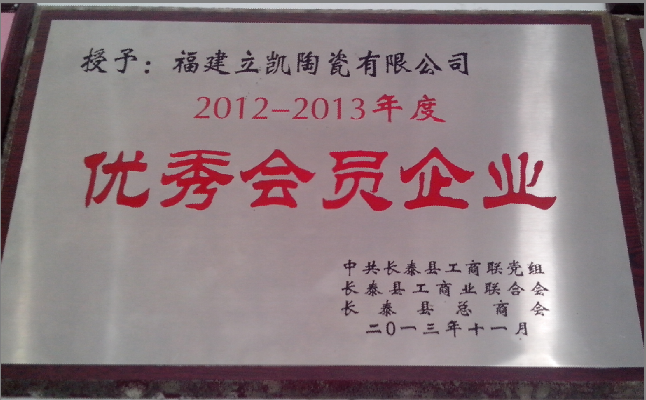 授予：福建立凯陶瓷有限公司
2012-2013年度
优秀会员企业
中共长泰县工商联党组
长泰县工商业联合会
长泰县总商会
二〇一三年十一月